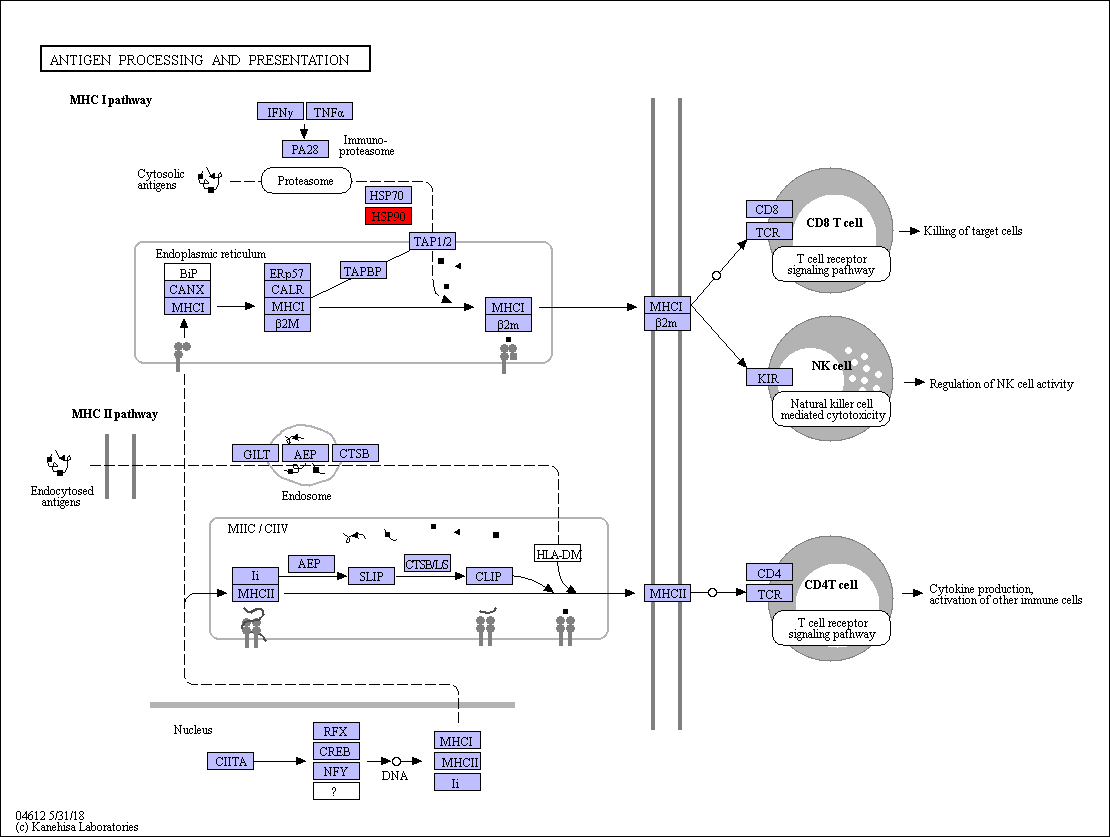 ANTIGEN PROCESSING AND PRESENTATION
MHC I pathway
IFNγ
TNFα
PA28
Immuno-
proteasome
Cytosolic
antigens
Proteasome
HSP70
HSP90
TAP1/2
Endoplasmic reticulum
BiP
CANX
MHCI
ERp57
CALR
MHCI
β2M
TAPBP
MHCI
β2m
MHCI
β2m
CD8
TCR
CD8 T cell
T cell receptor
signaling pathway
Killing of target cells
KIR
NK cell
Natural killer cell
mediated cytotoxicity
Regulation of NK cell activity
MHC II pathway
Endocytosed
antigens
GILT
AEP
CTSB
Endosome
MIIC / CIIV
Ii
MHCII
AEP
SLIP
CTSB/L/S
CLIP
HLA-DM
MHCII
CD4
TCR
CD4T cell
T cell receptor
signaling pathway
Cytokine production,
activation of other immune cells
Nucleus
CIITA
RFX
CREB
NFY
?
DNA
MHCI
MHCII
Ii
04612 5/31/18
(c) Kanehisa Laboratories